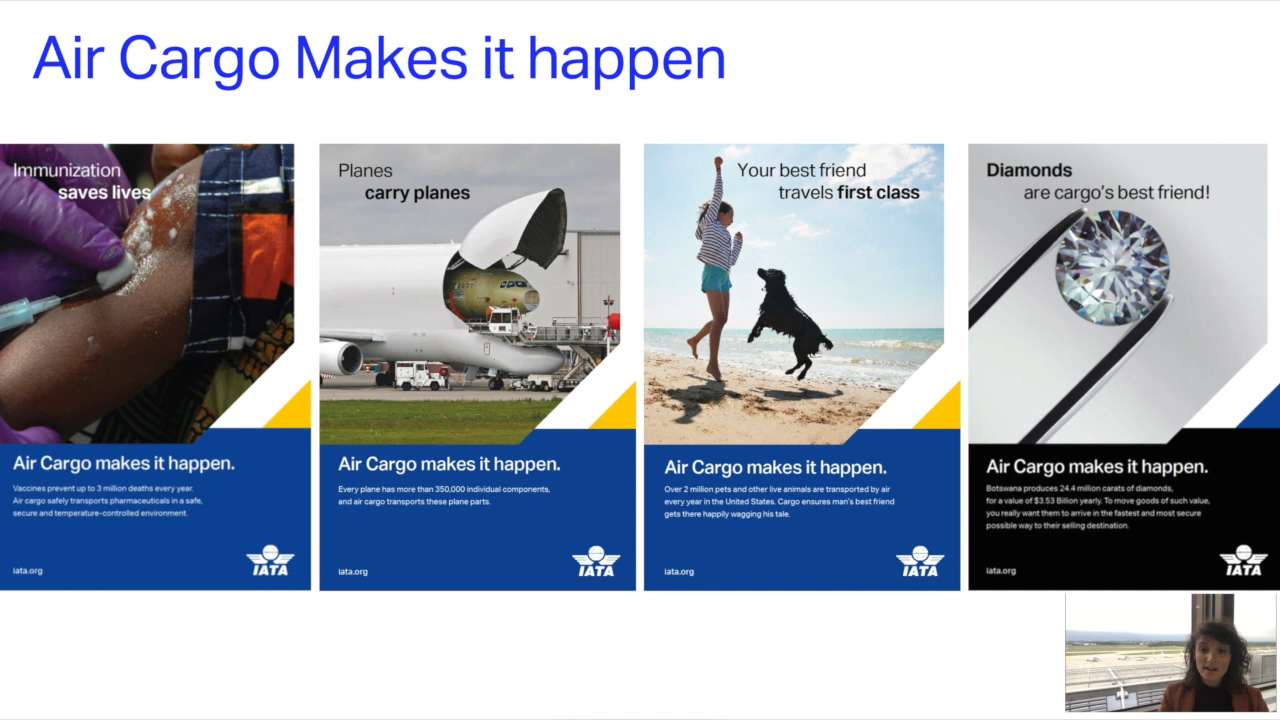 Air Cargo Makes it happen
Immunization
saves lives
Air Cargo makes it happen.
Vaccines prevent up to 3 million deaths every year.
Air cargo safely transports pharmaceuticals in a safe,
secure and temperature-controlled environment.
iata.org
IATA
Planes
carry planes
Air Cargo makes it happen.
Every plane has more than 350,000 individual components,
and air cargo transports these plane parts.
iata.org
IATA
Your best friend
travels first class
Air Cargo makes it happen.
Over 2 million pets and other live animals are transported by air
every year in the United States. Cargo ensures man's best friend
gets there happily wagging his tale.
iata.org
IATA
Diamonds
are cargo's best friend!
Air Cargo makes it happen.
Botswana produces 24.4 million carats of diamonds,
for a value of $3.53 Billion yearly. To move goods of such value,
you really want them to arrive in the fastest and most secure
possible way to their selling destination.
iata.org
IATA